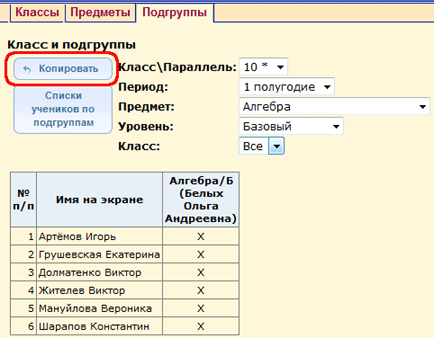 Классы Предметы Подгруппы
Класс и подгруппы
Копировать
Списки
учеников по
подгруппам
Класс\Параллель: 10 *
Период: 1 полугодие
Предмет: Алгебра
Уровень: Базовый
Класс: Все
№
п/п
Имя на экране
Алгебра/Б
(Белых
Ольга
Андреевна)
1 Артёмов Игорь X
2 Грушевская Екатерина X
3 Долматенко Виктор X
4 Жителев Виктор X
5 Мануйлова Вероника X
6 Шарапов Константин X